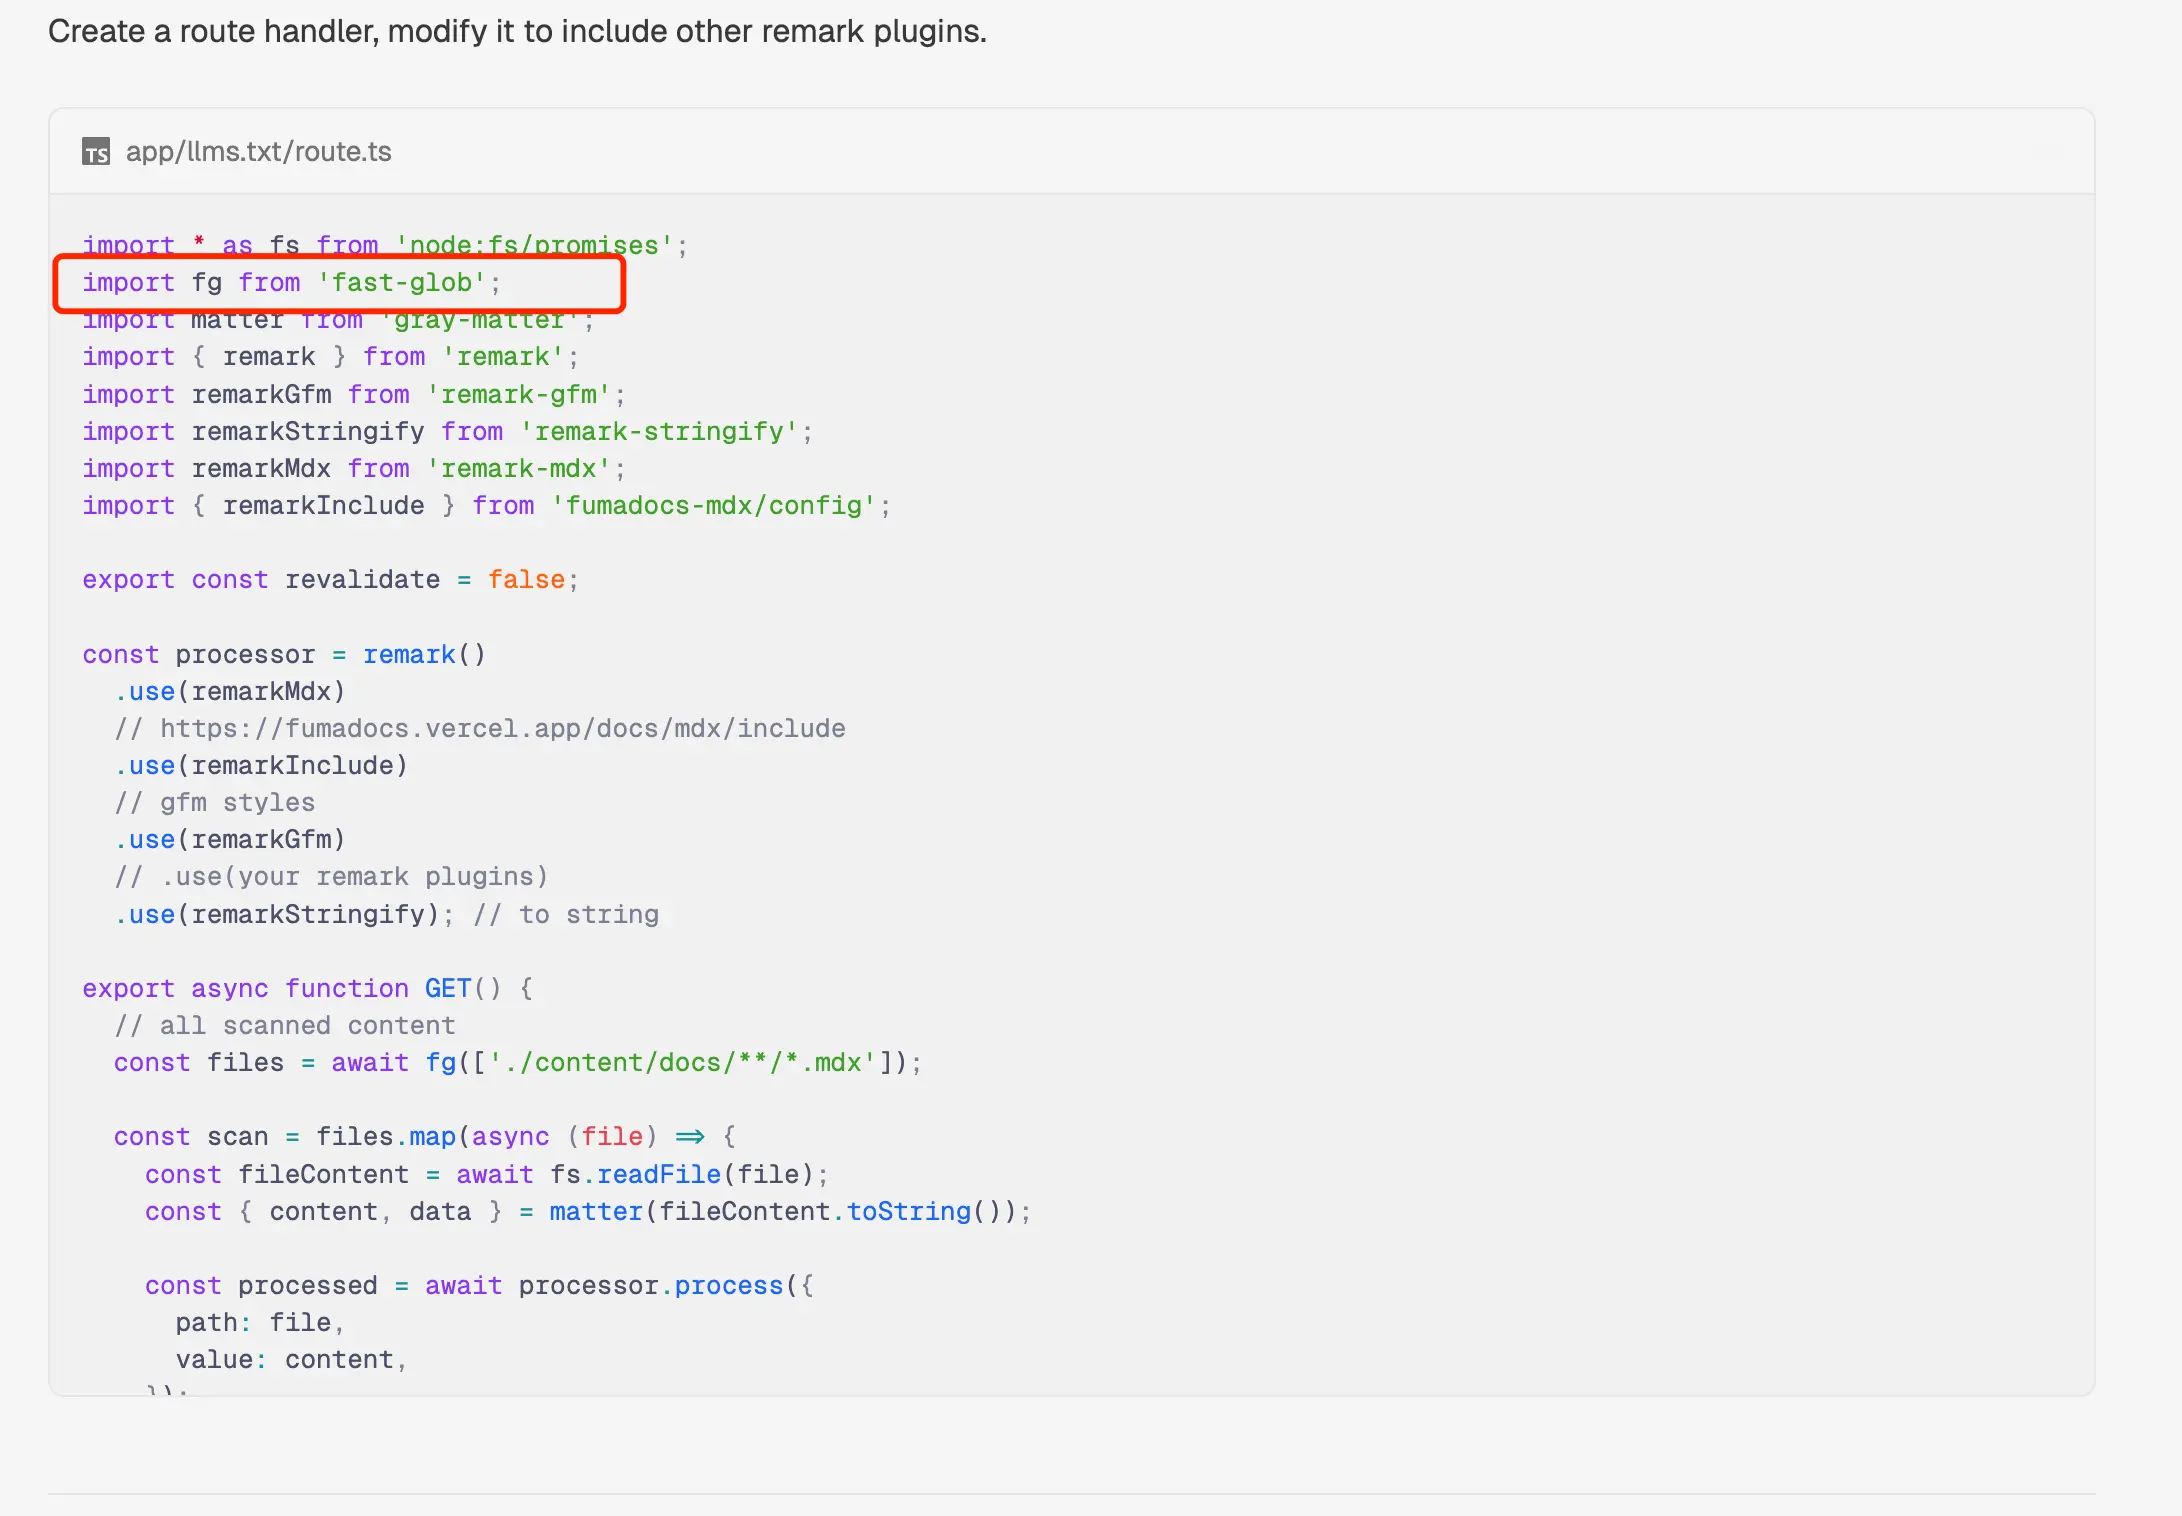 Create a route handler, modify it to include other remark plugins.
TS app/llms.txt/route.ts
import * as fs from 'node:fs/promises';
import fg from 'fast-glob';
import matter from 'gray-matter';
import { remark } from 'remark';
import remarkGfm from 'remark-gfm';
import remarkStringify from 'remark-stringify';
import remarkMdx from 'remark-mdx';
import { remarkInclude } from 'fumadocs-mdx/config';
export const revalidate = false;
const processor = remark()
  .use(remarkMdx)
  // https://fumadocs.vercel.app/docs/mdx/include
  .use(remarkInclude)
  // gfm styles
  .use(remarkGfm)
  // .use(your remark plugins)
  .use(remarkStringify); // to string
export async function GET() {
  // all scanned content
  const files = await fg(['./content/docs/**/*.mdx']);
  const scan = files.map(async (file) => {
    const fileContent = await fs.readFile(file);
    const { content, data } = matter(fileContent.toString());
    const processed = await processor.process({
      path: file,
      value: content,
    });